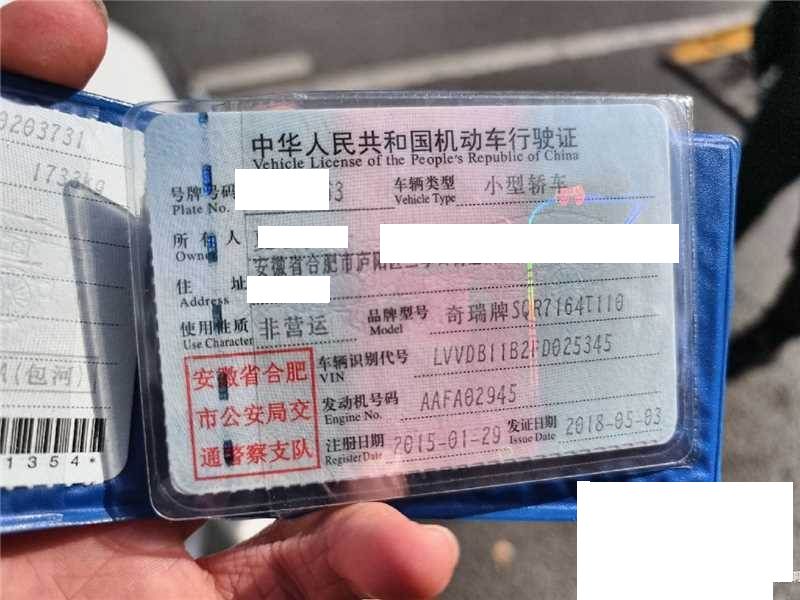 0203731
中华人民共和国机动车行驶证
Vehicle License of the People's Republic of China
号牌号码 3
Plate No.
车辆类型 小型轿车
Vehicle Type
所有人
Owner
安徽省合肥市庐阳区
住址
Address
使用性质 非营运
Use Character
品牌型号 奇瑞牌SQR7164T110
Model
安徽省合肥
市公安局交
通警察支队
车辆识别代号 LVVDB11B2FD025345
VIN
发动机号码 AAFA02945
Engine No.
注册日期 2015-01-29
Register Date
发证日期 2018-05-03
Issue Date
(包河)
1354*